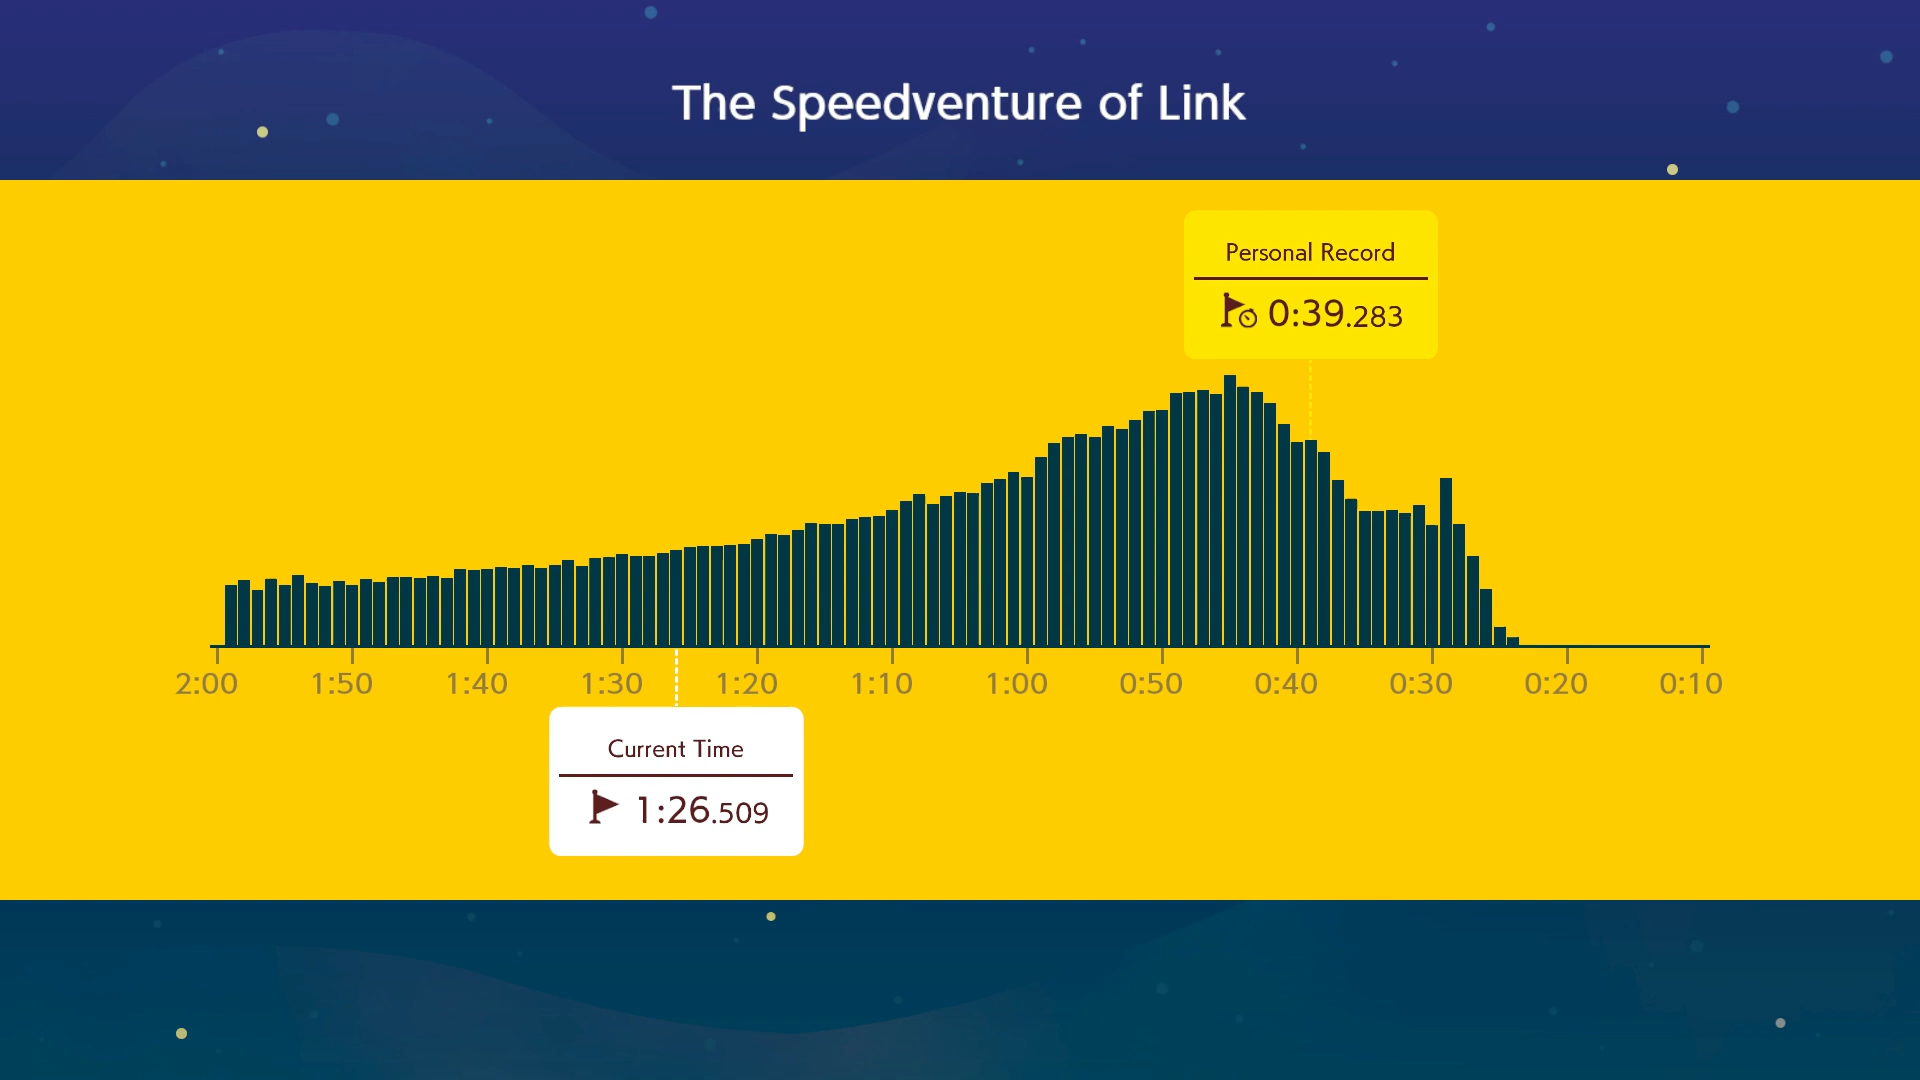 The Speedventure of Link
Personal Record
0:39.283
2:00 1:50 1:40 1:30 1:20 1:10 1:00 0:50 0:40 0:30 0:20 0:10
Current Time
1:26.509